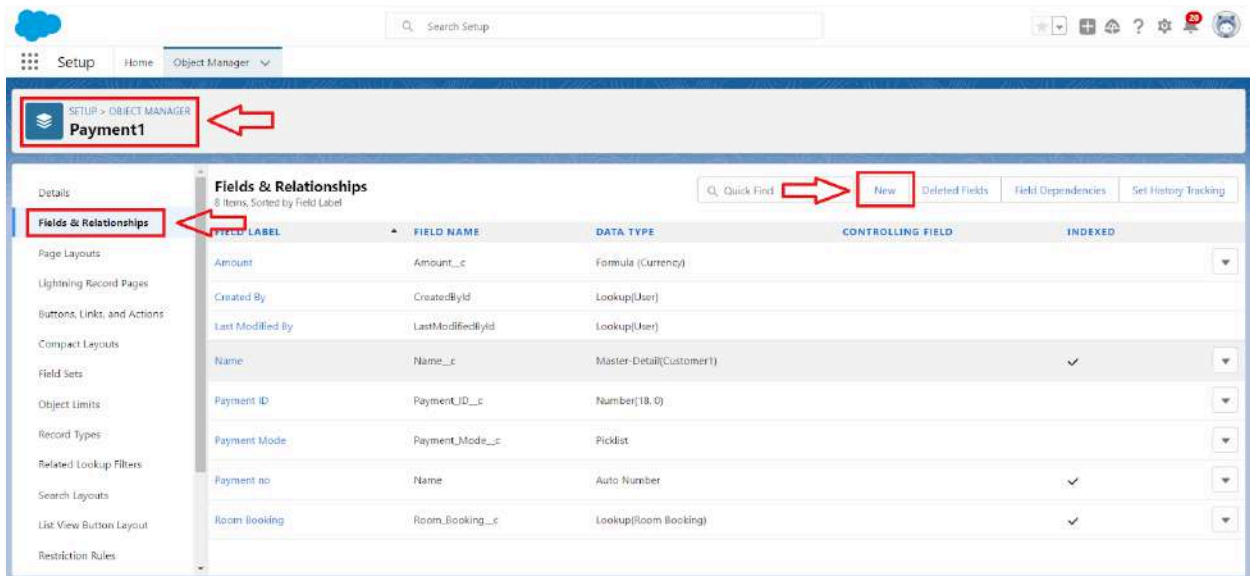 Search Setup
20
Setup Home Object Manager
SETUP > OBJECT MANAGER
Payment1
Details
Fields & Relationships
Page Layouts
Lightning Record Pages
Buttons, Links, and Actions
Compact Layouts
Field Sets
Object Limits
Record Types
Related Lookup Filters
Search Layouts
List View Button Layout
Restriction Rules
Fields & Relationships
8 Items, Sorted by Field Label
Quick Find New Deleted Fields Field Dependencies Set History Tracking
FIELD LABEL FIELD NAME DATA TYPE CONTROLLING FIELD INDEXED
Amount Amount__c Formula (Currency)
Created By CreatedById Lookup(User)
Last Modified By LastModifiedById Lookup(User)
Name Name__c Master-Detail(Customer1)
Payment ID Payment_ID__c Number(18, 0)
Payment Mode Payment_Mode__c Picklist
Payment no Name Auto Number
Room Booking Room_Booking__c Lookup(Room Booking)